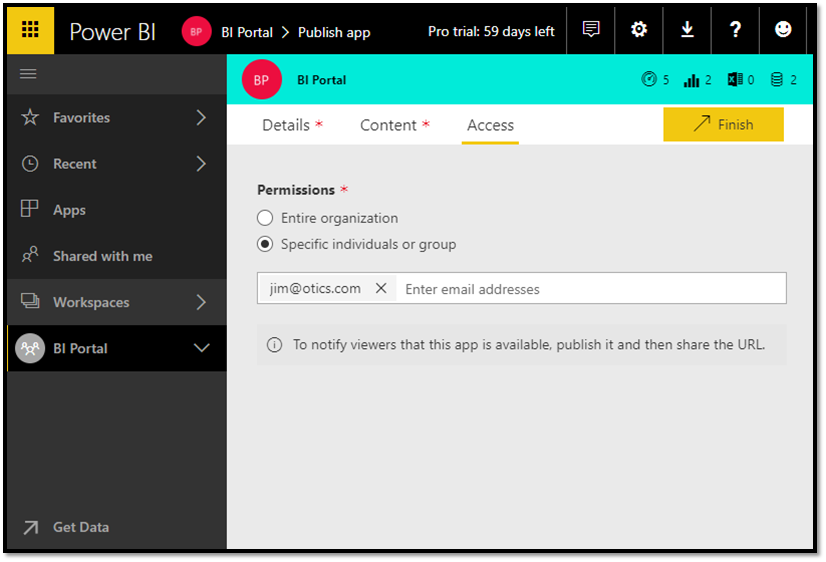 Power BI BP BI Portal > Publish app Pro trial: 59 days left ?
BP BI Portal 5 2 0 2
Favorites
Recent
Apps
Shared with me
Workspaces
BI Portal
Get Data
Details * Content * Access Finish
Permissions *
Entire organization
Specific individuals or group
jim@otics.com X Enter email addresses
To notify viewers that this app is available, publish it and then share the URL.